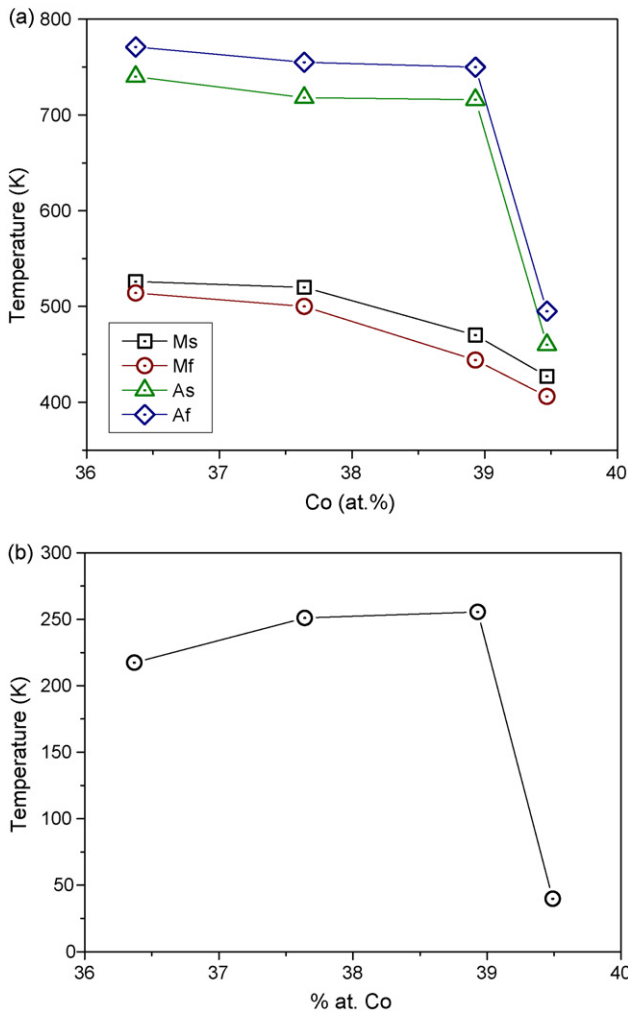 (a)
800
700
600
500
400
Temperature (K)
Ms
Mf
As
Af
36
37
38
39
40
Co (at.%)
(b)
300
250
200
150
100
50
0
Temperature (K)
36
37
38
39
40
% at. Co